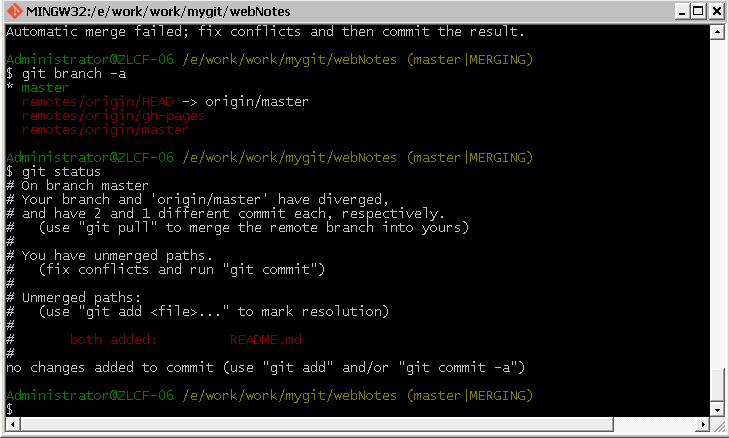 MINGW32:/e/work/work/mygit/webNotes
Automatic merge failed; fix conflicts and then commit the result.
Administrator@ZLCF-06 /e/work/work/mygit/webNotes (master|MERGING)
$ git branch -a
* master
  remotes/origin/HEAD -> origin/master
  remotes/origin/gh-pages
  remotes/origin/master
Administrator@ZLCF-06 /e/work/work/mygit/webNotes (master|MERGING)
$ git status
# On branch master
# Your branch and 'origin/master' have diverged,
# and have 2 and 1 different commit each, respectively.
#   (use "git pull" to merge the remote branch into yours)
#
# You have unmerged paths.
#   (fix conflicts and run "git commit")
#
# Unmerged paths:
#   (use "git add <file>..." to mark resolution)
#
#       both added:         README.md
#
no changes added to commit (use "git add" and/or "git commit -a")
Administrator@ZLCF-06 /e/work/work/mygit/webNotes (master|MERGING)
$